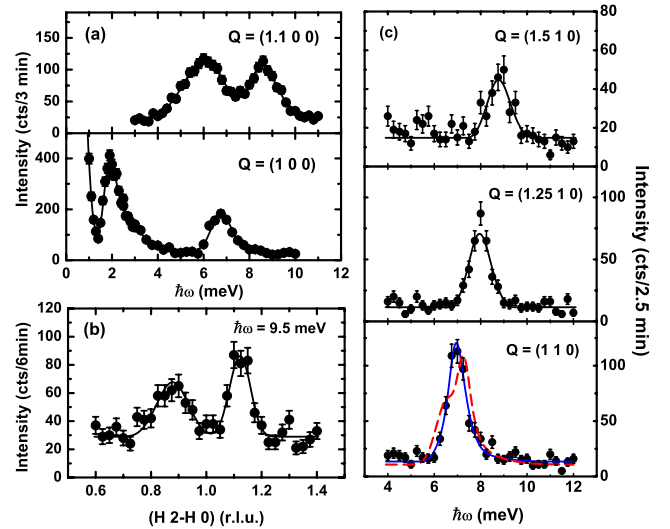 (a)
Q = (1.1 0 0)
150
125
100
75
50
25
Intensity (cts/3 min)
Q = (1 0 0)
400
200
0
0 2 4 6 8 10 12
ħω (meV)
(b)
ħω = 9.5 meV
120
100
80
60
40
20
0
Intensity (cts/6min)
0.6 0.8 1.0 1.2 1.4
(H 2-H 0) (r.l.u.)
(c)
Q = (1.5 1 0)
80
60
40
20
0
Q = (1.25 1 0)
100
50
0
Intensity (cts/2.5 min)
Q = (1 1 0)
100
50
0
4 6 8 10 12
ħω (meV)